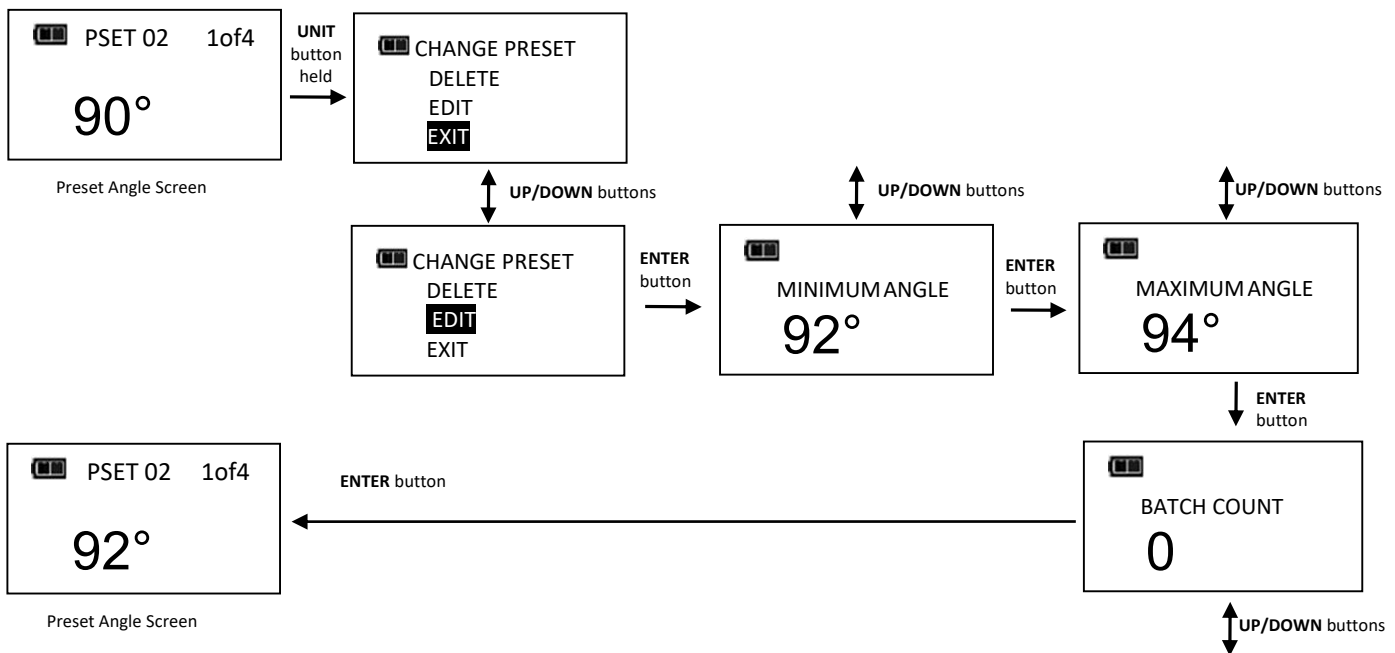 PSET 02 1of4
90°
Preset Angle Screen
UNIT
button
held
CHANGE PRESET
DELETE
EDIT
EXIT
UP/DOWN buttons
CHANGE PRESET
DELETE
EDIT
EXIT
ENTER
button
UP/DOWN buttons
MINIMUM ANGLE
92°
ENTER
button
UP/DOWN buttons
MAXIMUM ANGLE
94°
ENTER
button
BATCH COUNT
0
UP/DOWN buttons
ENTER button
PSET 02 1of4
92°
Preset Angle Screen